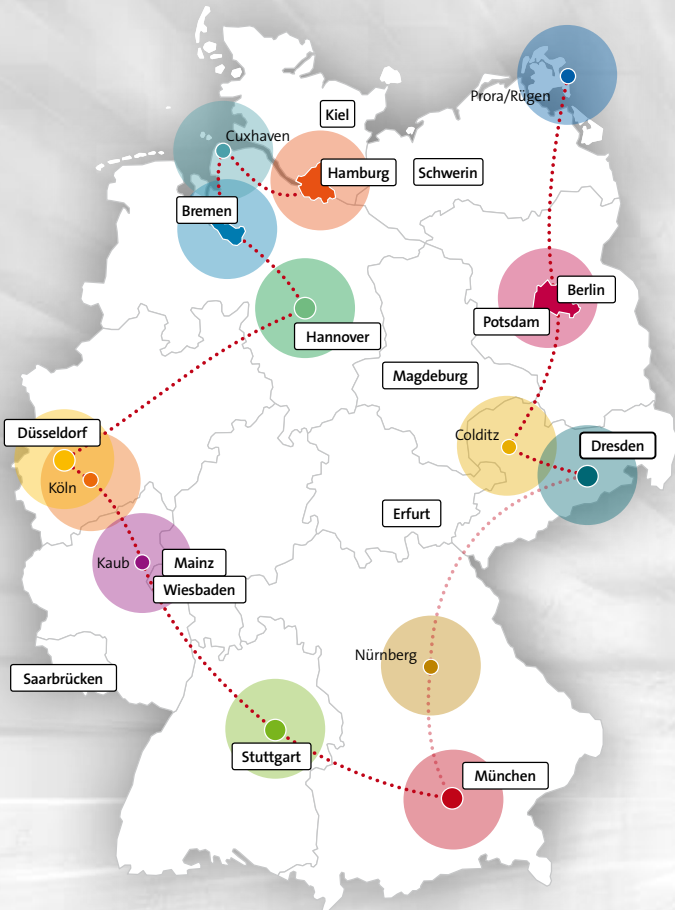 Prora/Rügen
Kiel
Cuxhaven
Hamburg
Schwerin
Bremen
Berlin
Potsdam
Hannover
Magdeburg
Düsseldorf
Colditz
Dresden
Köln
Erfurt
Kaub
Mainz
Wiesbaden
Nürnberg
Saarbrücken
Stuttgart
München